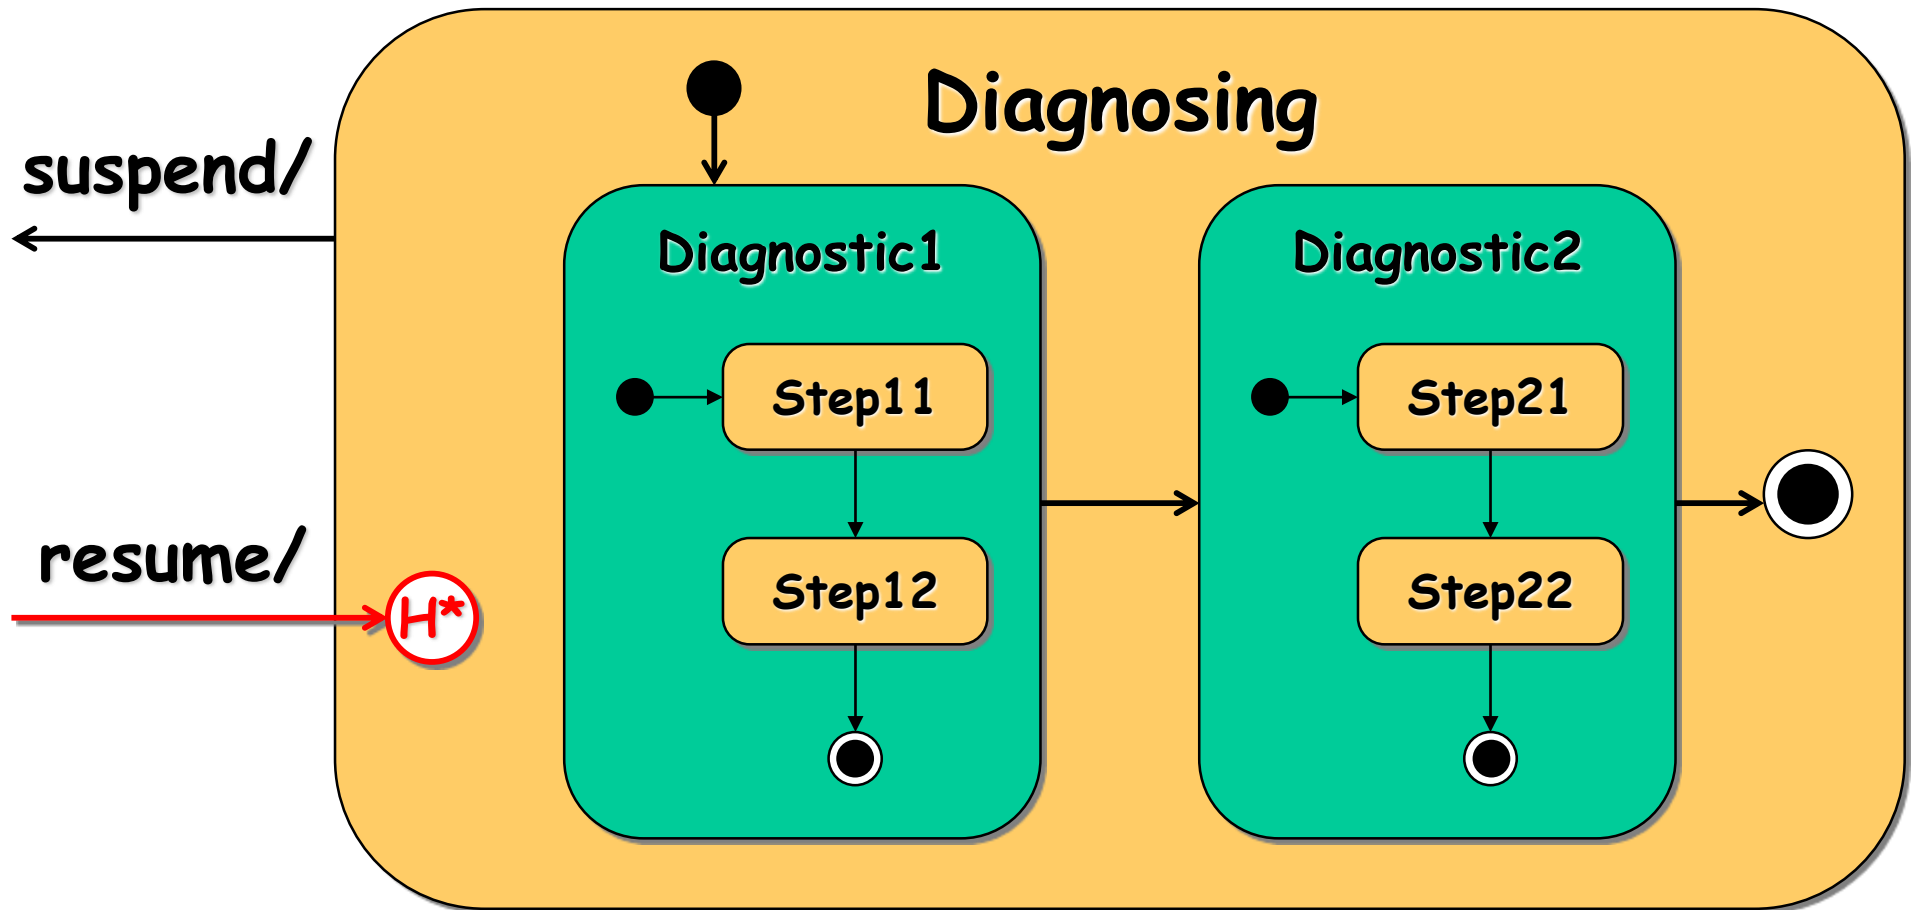 Diagnosing
suspend/
Diagnostic1
Diagnostic2
Step11
Step21
resume/
H*
Step12
Step22